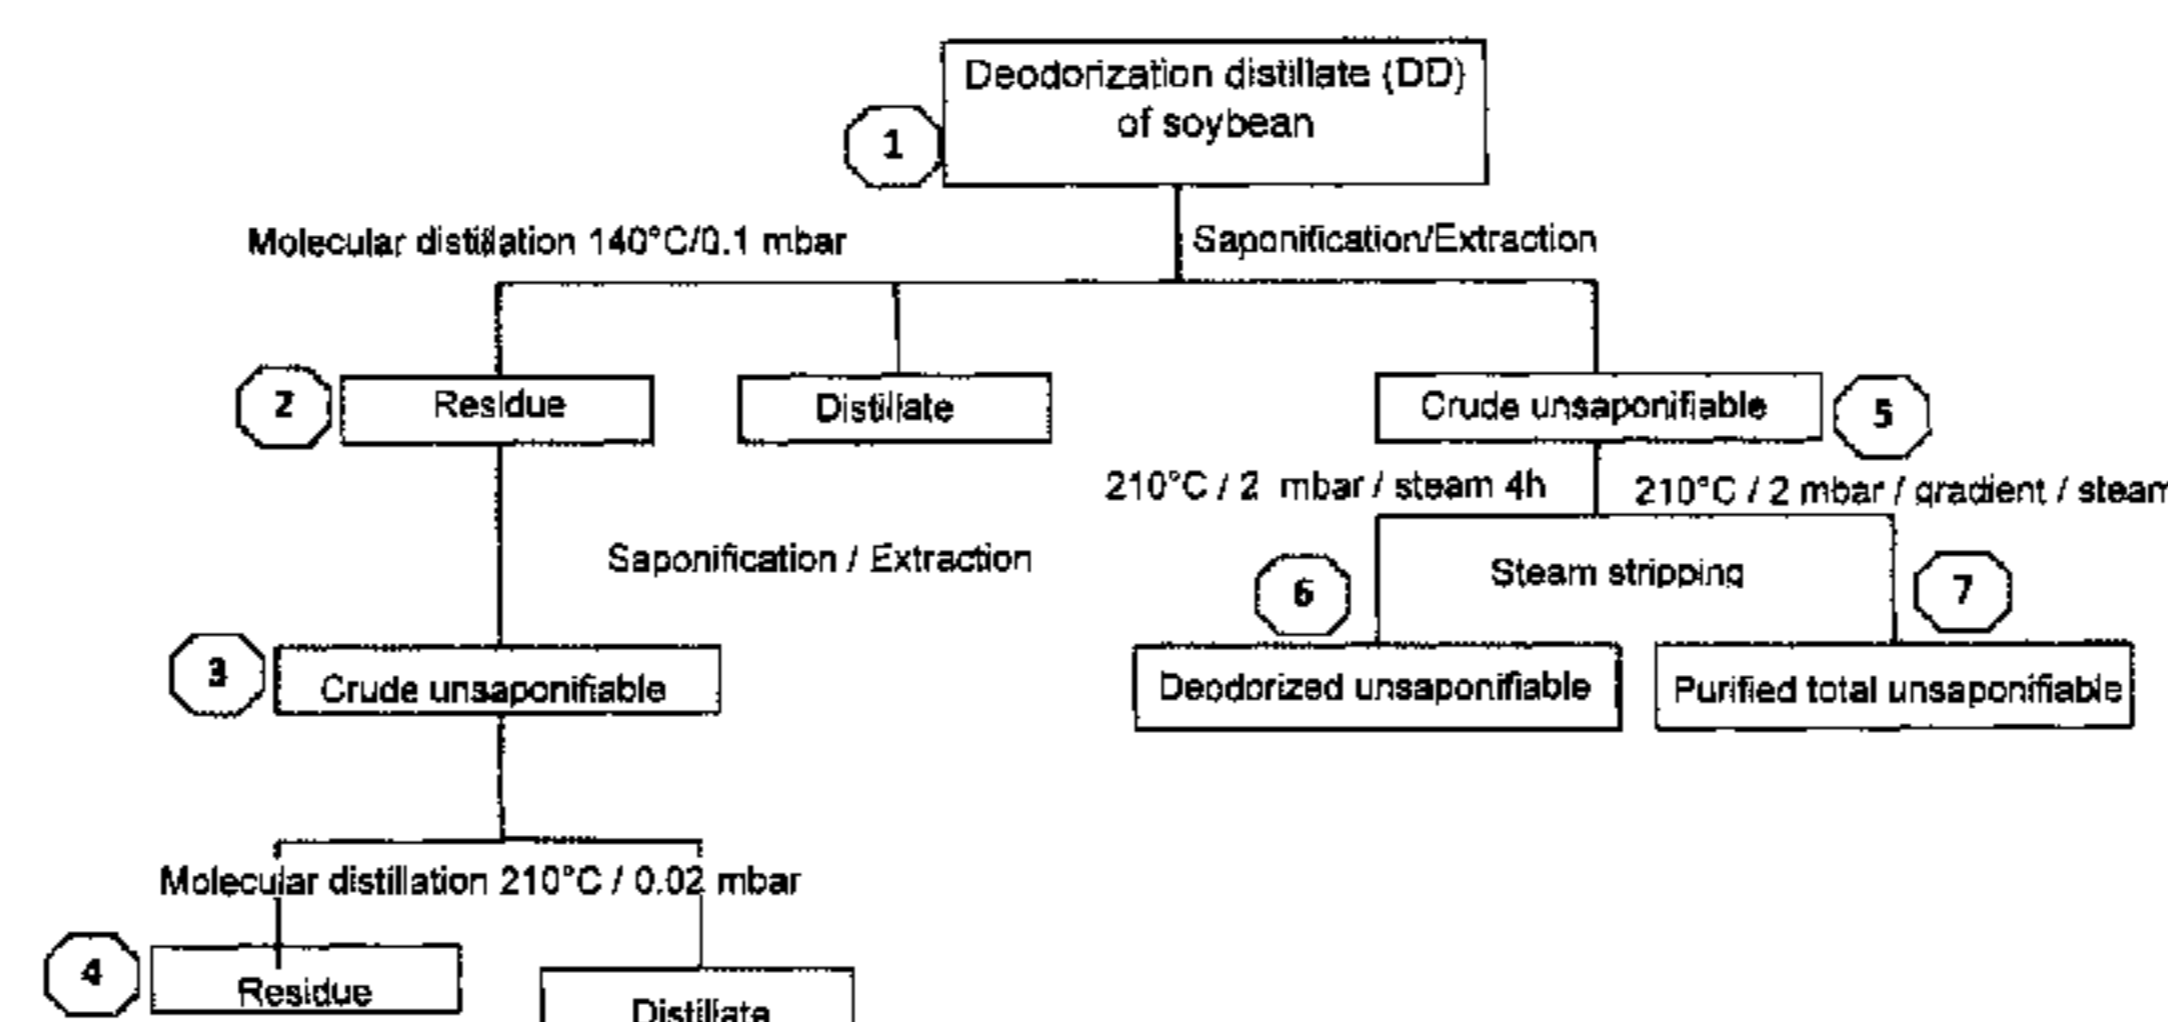 Deodorization distillate (DD)
of soybean
1
Molecular distillation 140°C/0.1 mbar
Saponification/Extraction
2
Residue
Distillate
Crude unsaponifiable
5
210°C / 2 mbar / steam 4h
210°C / 2 mbar / gradient / steam
Saponification / Extraction
Steam stripping
6
7
3
Crude unsaponifiable
Deodorized unsaponifiable
Purified total unsaponifiable
Molecular distillation 210°C / 0.02 mbar
4
Residue
Distillate